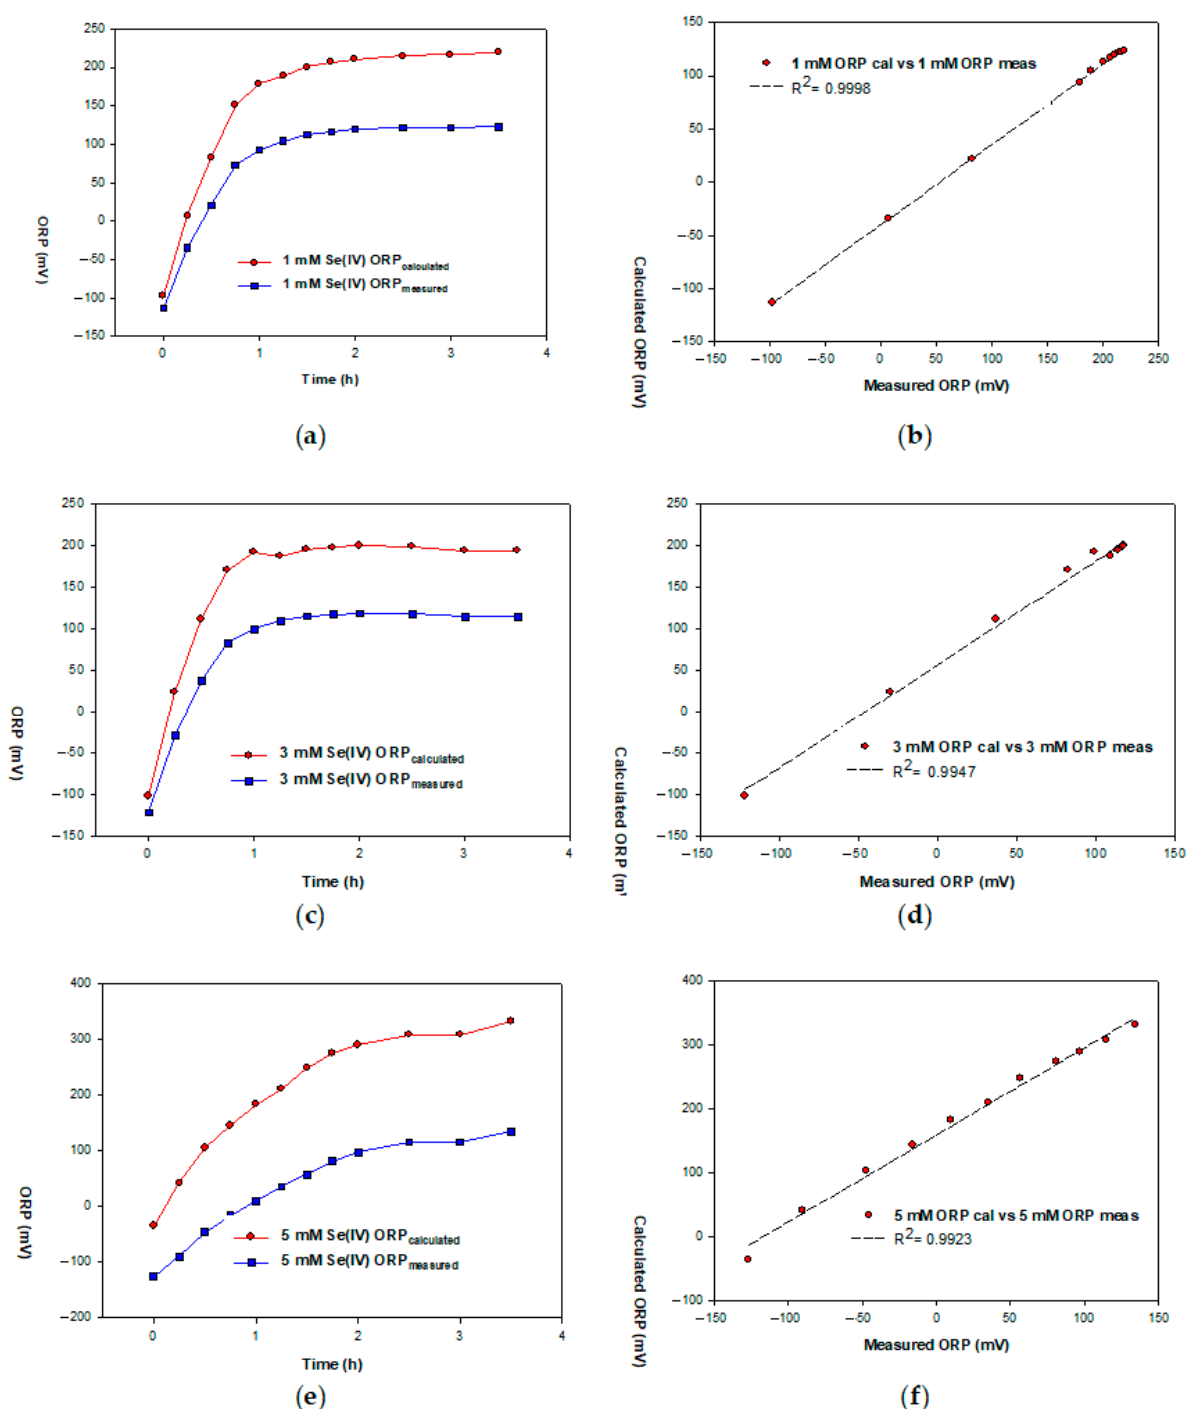 250
200
150
100
50
0
−50
−100
−150
ORP (mV)
1 mM Se(IV) ORPcalculated
1 mM Se(IV) ORPmeasured
0 1 2 3 4
Time (h)
(a)
150
100
50
0
−50
−100
−150
Calculated ORP (mV)
1 mM ORP cal vs 1 mM ORP meas
R2= 0.9998
−150 −100 −50 0 50 100 150 200 250
Measured ORP (mV)
(b)
250
200
150
100
50
0
−50
−100
−150
ORP (mV)
3 mM Se(IV) ORPcalculated
3 mM Se(IV) ORPmeasured
0 1 2 3 4
Time (h)
(c)
250
200
150
100
50
0
−50
−100
−150
Calculated ORP (m
3 mM ORP cal vs 3 mM ORP meas
R2= 0.9947
−150 −100 −50 0 50 100 150
Measured ORP (mV)
(d)
400
300
200
100
0
−100
−200
ORP (mV)
5 mM Se(IV) ORPcalculated
5 mM Se(IV) ORPmeasured
0 1 2 3 4
Time (h)
(e)
400
300
200
100
0
−100
Calculated ORP (mV)
5 mM ORP cal vs 5 mM ORP meas
R2= 0.9923
−150 −100 −50 0 50 100 150
Measured ORP (mV)
(f)